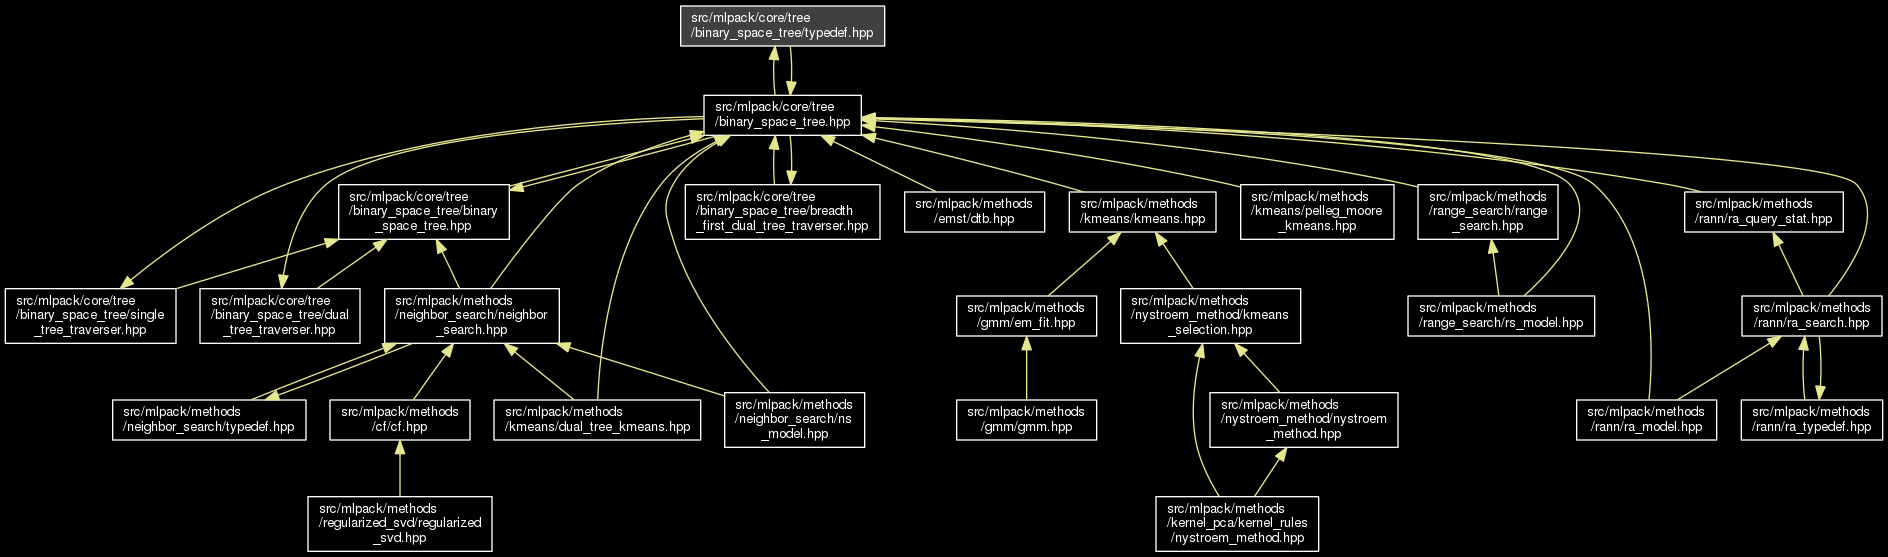 src/mlpack/core/tree
/binary_space_tree/typedef.hpp
src/mlpack/core/tree
/binary_space_tree.hpp
src/mlpack/core/tree
/binary_space_tree/binary
_space_tree.hpp
src/mlpack/core/tree
/binary_space_tree/breadth
_first_dual_tree_traverser.hpp
src/mlpack/methods
/emst/dtb.hpp
src/mlpack/methods
/kmeans/kmeans.hpp
src/mlpack/methods
/kmeans/pelleg_moore
_kmeans.hpp
src/mlpack/methods
/range_search/range
_search.hpp
src/mlpack/methods
/rann/ra_query_stat.hpp
src/mlpack/core/tree
/binary_space_tree/single
_tree_traverser.hpp
src/mlpack/core/tree
/binary_space_tree/dual
_tree_traverser.hpp
src/mlpack/methods
/neighbor_search/neighbor
_search.hpp
src/mlpack/methods
/gmm/em_fit.hpp
src/mlpack/methods
/nystroem_method/kmeans
_selection.hpp
src/mlpack/methods
/range_search/rs_model.hpp
src/mlpack/methods
/rann/ra_search.hpp
src/mlpack/methods
/neighbor_search/typedef.hpp
src/mlpack/methods
/cf/cf.hpp
src/mlpack/methods
/kmeans/dual_tree_kmeans.hpp
src/mlpack/methods
/neighbor_search/ns
_model.hpp
src/mlpack/methods
/gmm/gmm.hpp
src/mlpack/methods
/nystroem_method/nystroem
_method.hpp
src/mlpack/methods
/rann/ra_model.hpp
src/mlpack/methods
/rann/ra_typedef.hpp
src/mlpack/methods
/regularized_svd/regularized
_svd.hpp
src/mlpack/methods
/kernel_pca/kernel_rules
/nystroem_method.hpp